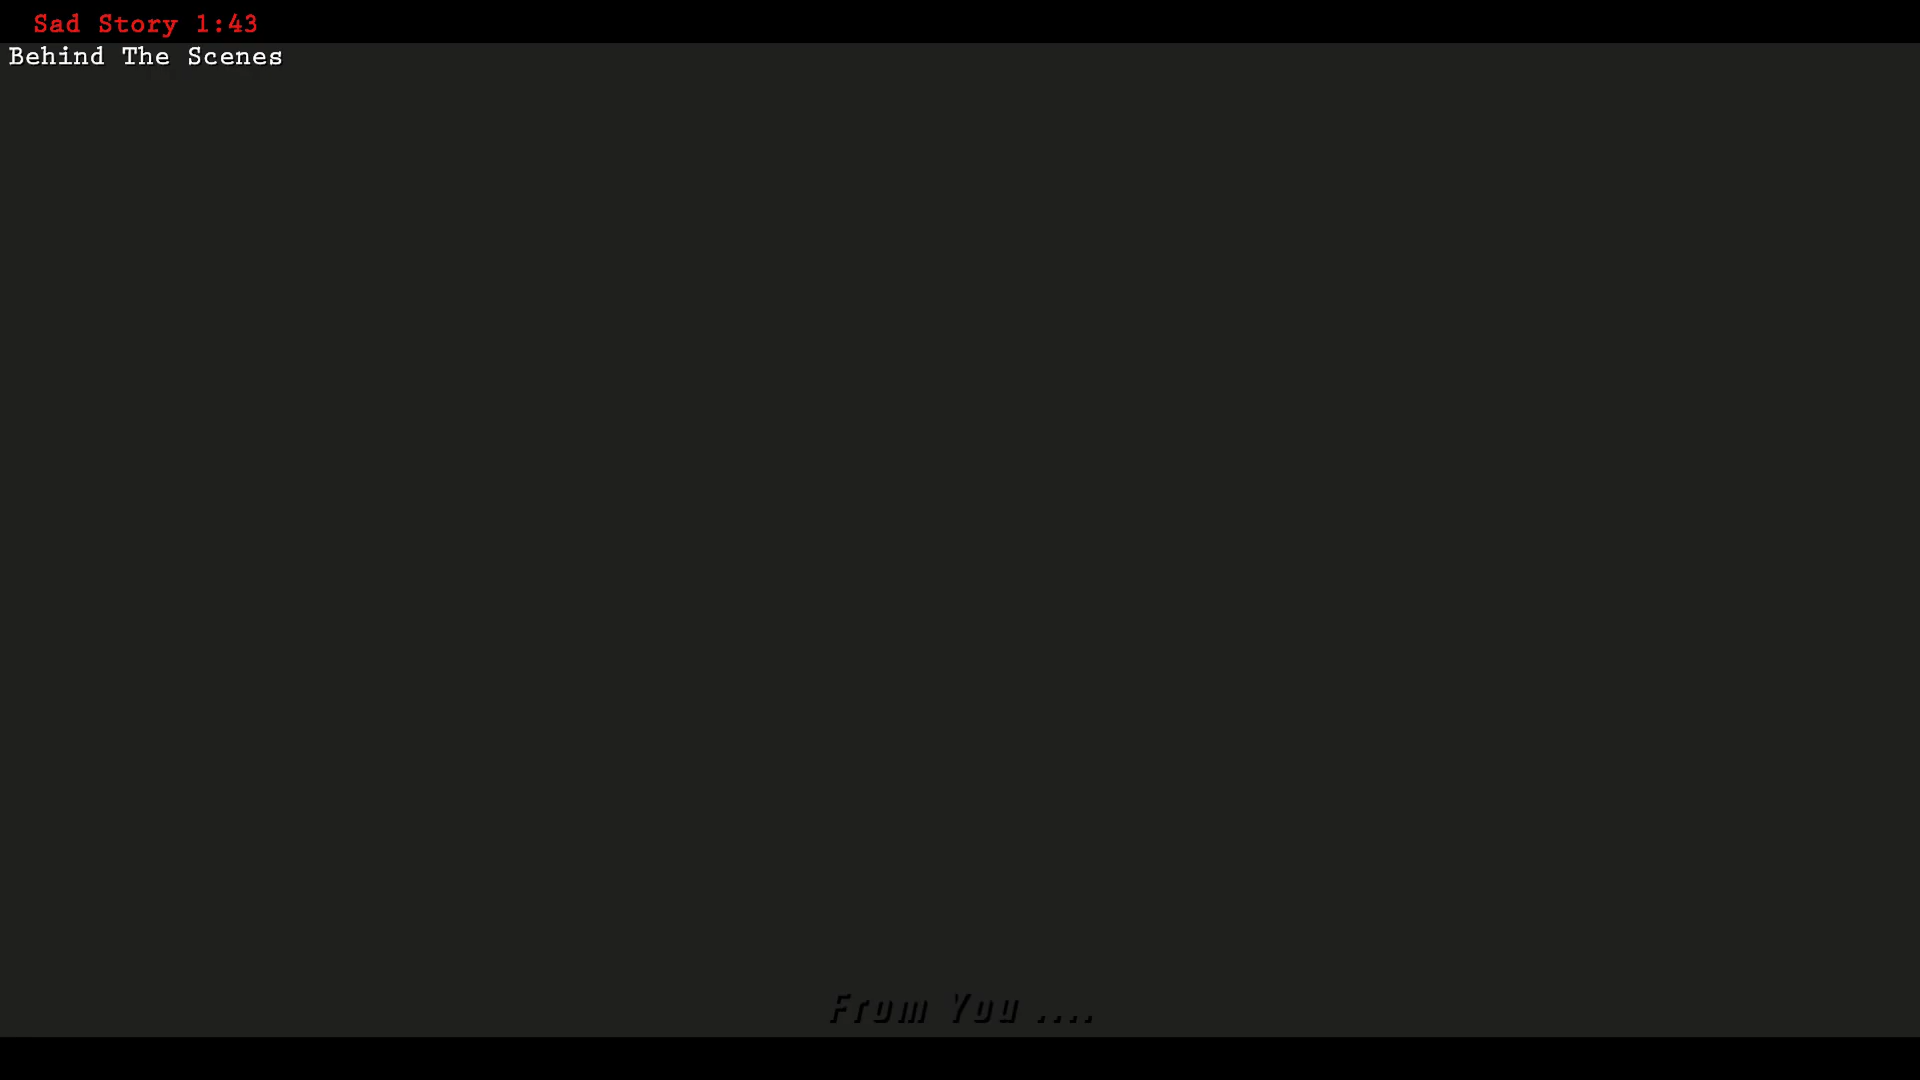 Sad Story 1:43
Behind The Scenes
From You ....